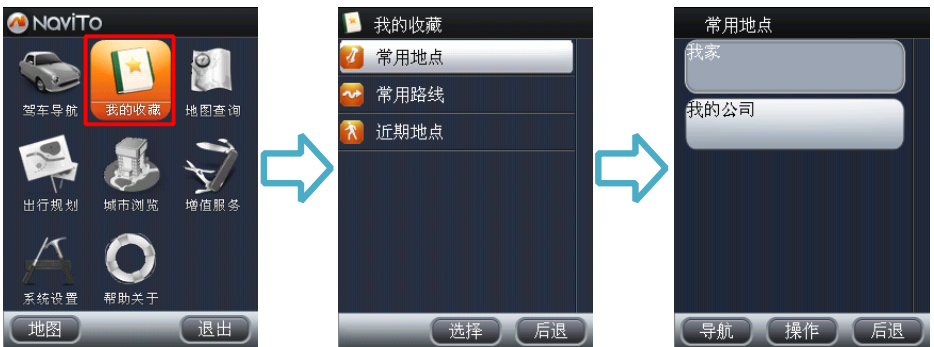 NaviTo
驾车导航 我的收藏 地图查询
出行规划 城市浏览 增值服务
系统设置 帮助关于
地图 退出
我的收藏
常用地点
常用路线
近期地点
选择 后退
常用地点
我家
我的公司
导航 操作 后退